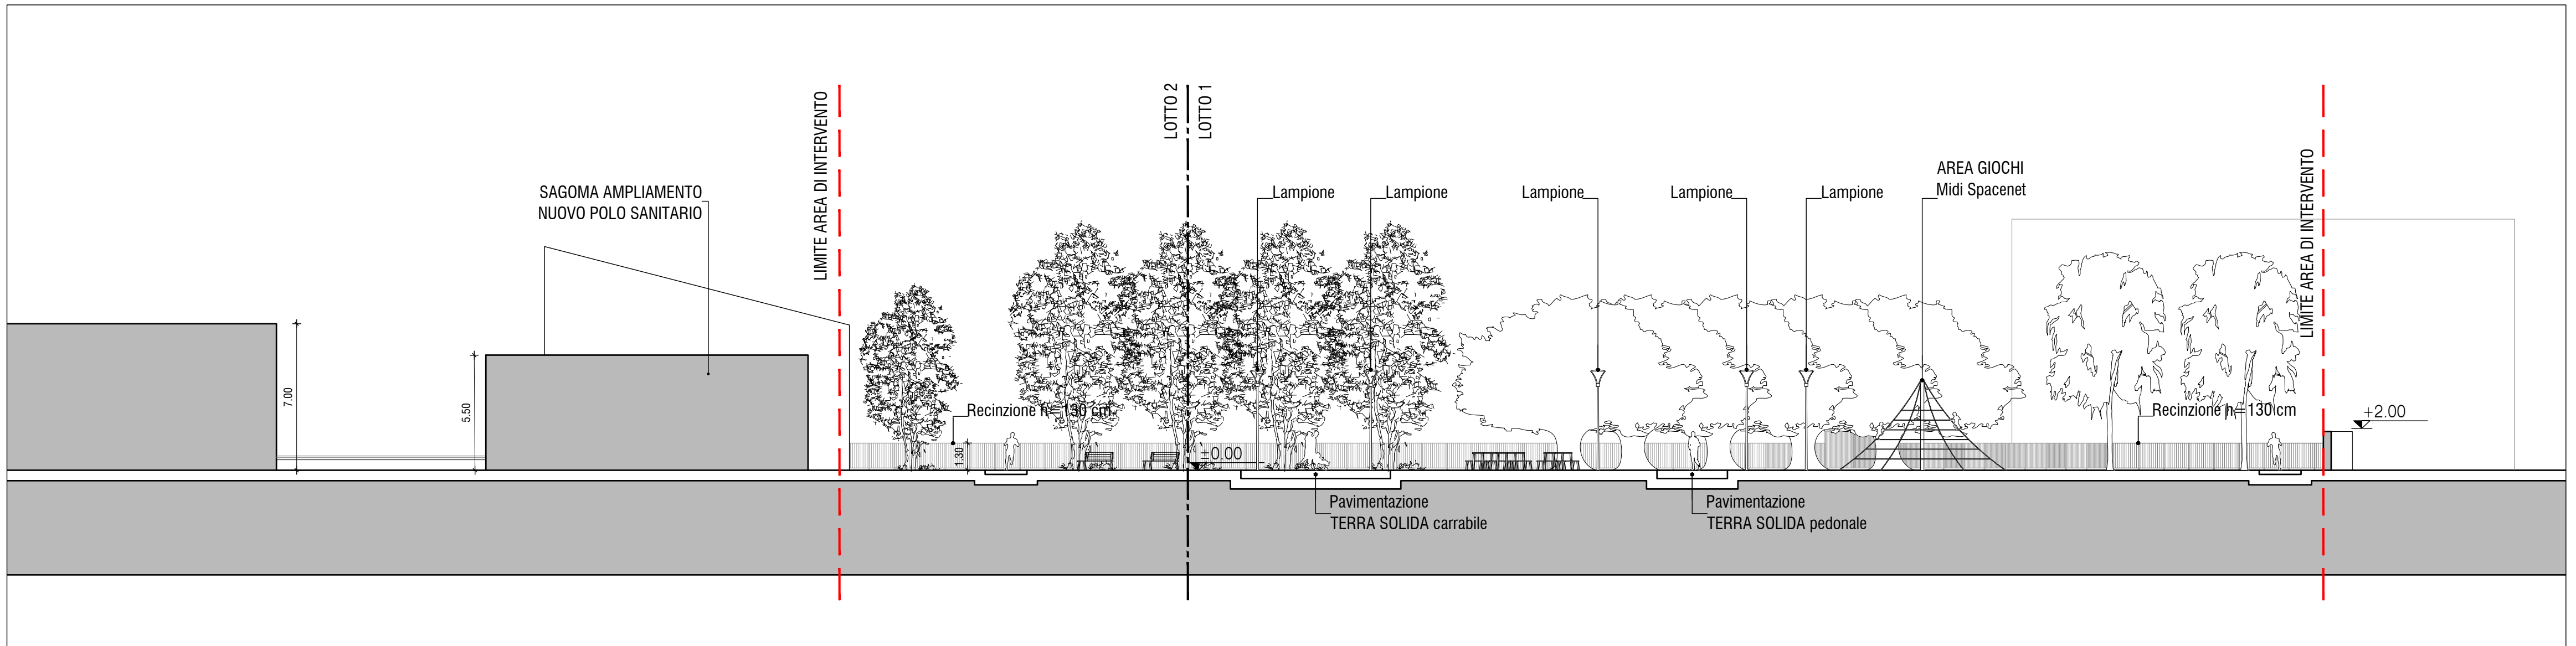 LOTTO 2
LOTTO 1
LIMITE AREA DI INTERVENTO
LIMITE AREA DI INTERVENTO
AREA GIOCHI
Midi Spacenet
SAGOMA AMPLIAMENTO
NUOVO POLO SANITARIO
Lampione
Lampione
Lampione
Lampione
Lampione
7.00
5.50
Recinzione h= 130 cm
Recinzione h=130 cm
+2.00
1.30
±0.00
Pavimentazione
TERRA SOLIDA carrabile
Pavimentazione
TERRA SOLIDA pedonale